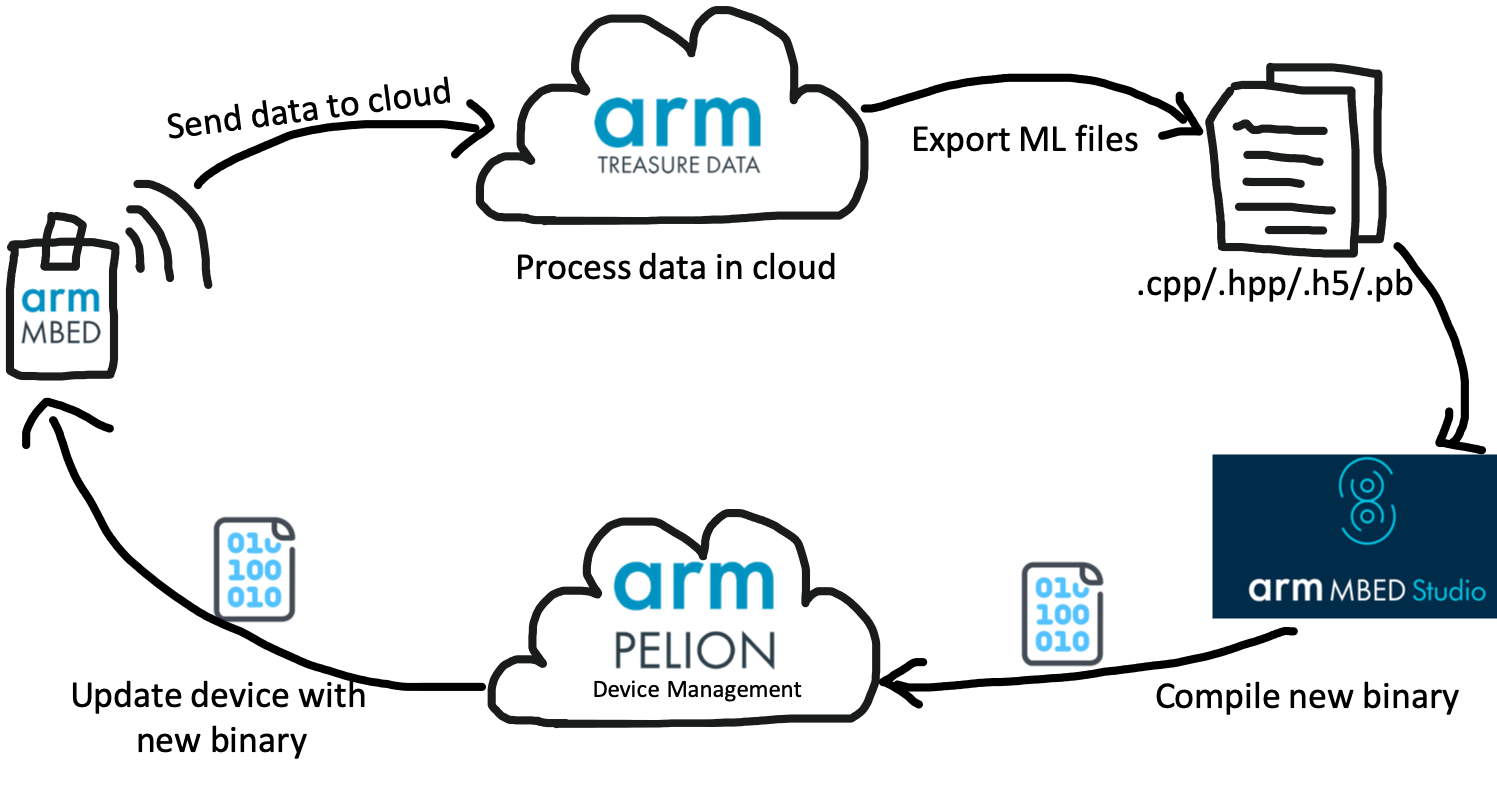 Send data to cloud
arm
TREASURE DATA
Process data in cloud
Export ML files
.cpp/.hpp/.h5/.pb
arm
MBED
arm MBED Studio
010
100
010
Compile new binary
arm
PELION
Device Management
010
100
010
Update device with
new binary